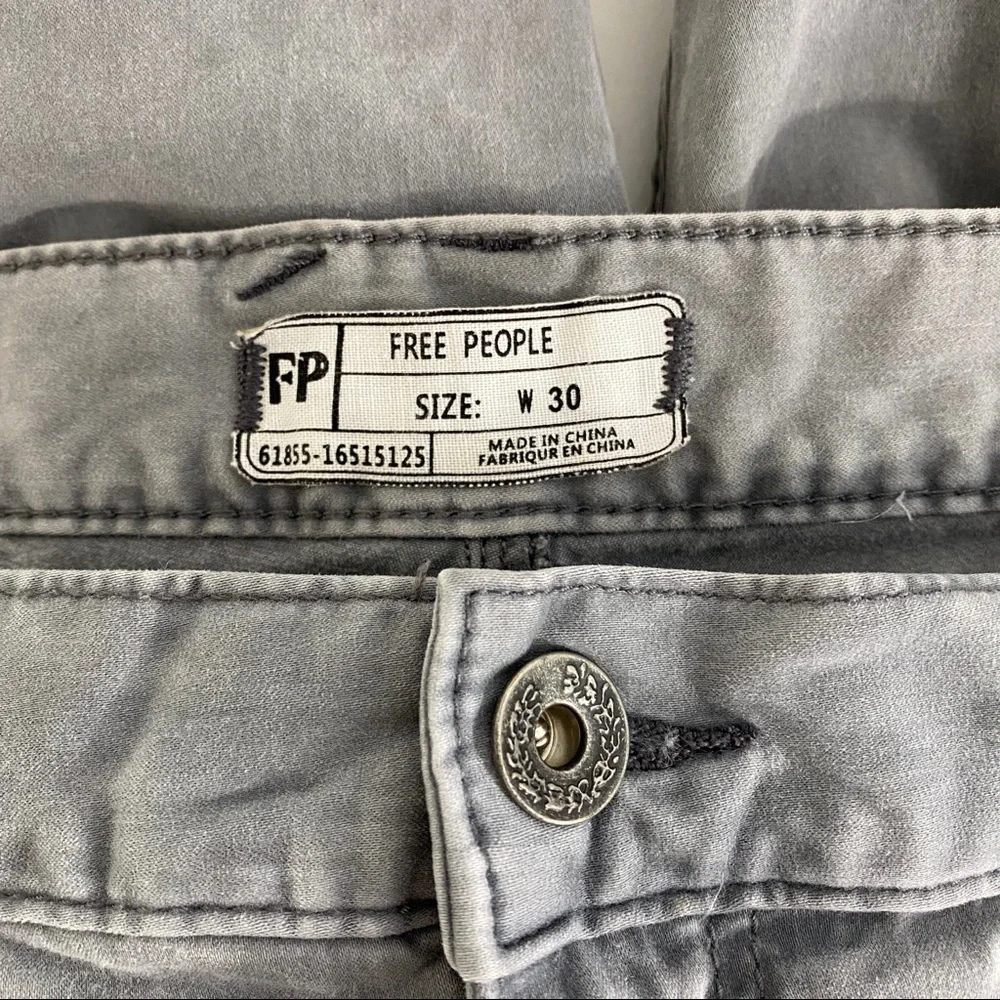 FP
FREE PEOPLE
SIZE: W 30
61855-16515125
MADE IN CHINA
FABRIQUR EN CHINA